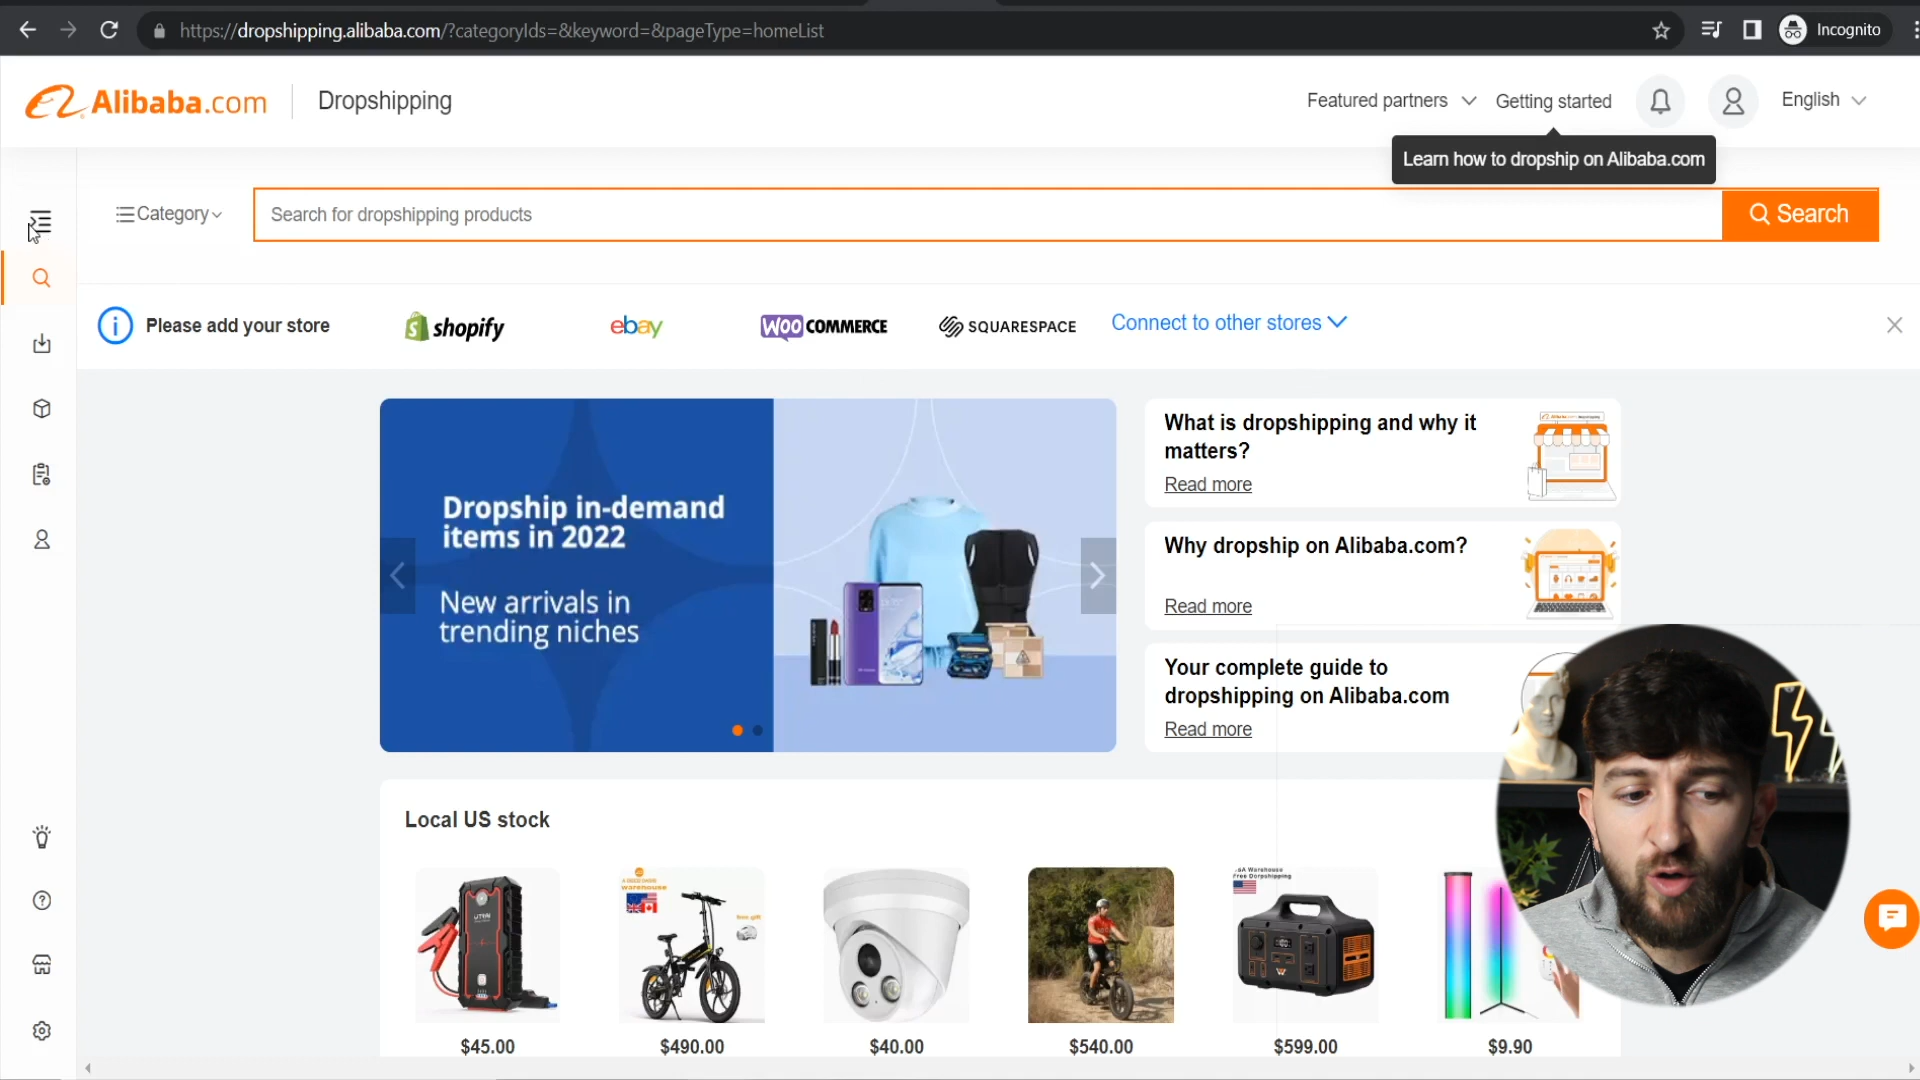 https://dropshipping.alibaba.com/?categoryIds=&keyword=&pageType=homeList
Incognito
Alibaba.com
Dropshipping
Featured partners
Getting started
English
Learn how to dropship on Alibaba.com
Category
Search for dropshipping products
Search
Please add your store
shopify
ebay
WOO COMMERCE
SQUARESPACE
Connect to other stores
Dropship in-demand
items in 2022
New arrivals in
trending niches
What is dropshipping and why it
matters?
Read more
Why dropship on Alibaba.com?
Read more
Your complete guide to
dropshipping on Alibaba.com
Read more
Local US stock
$45.00
$490.00
$40.00
$540.00
$599.00
$9.90